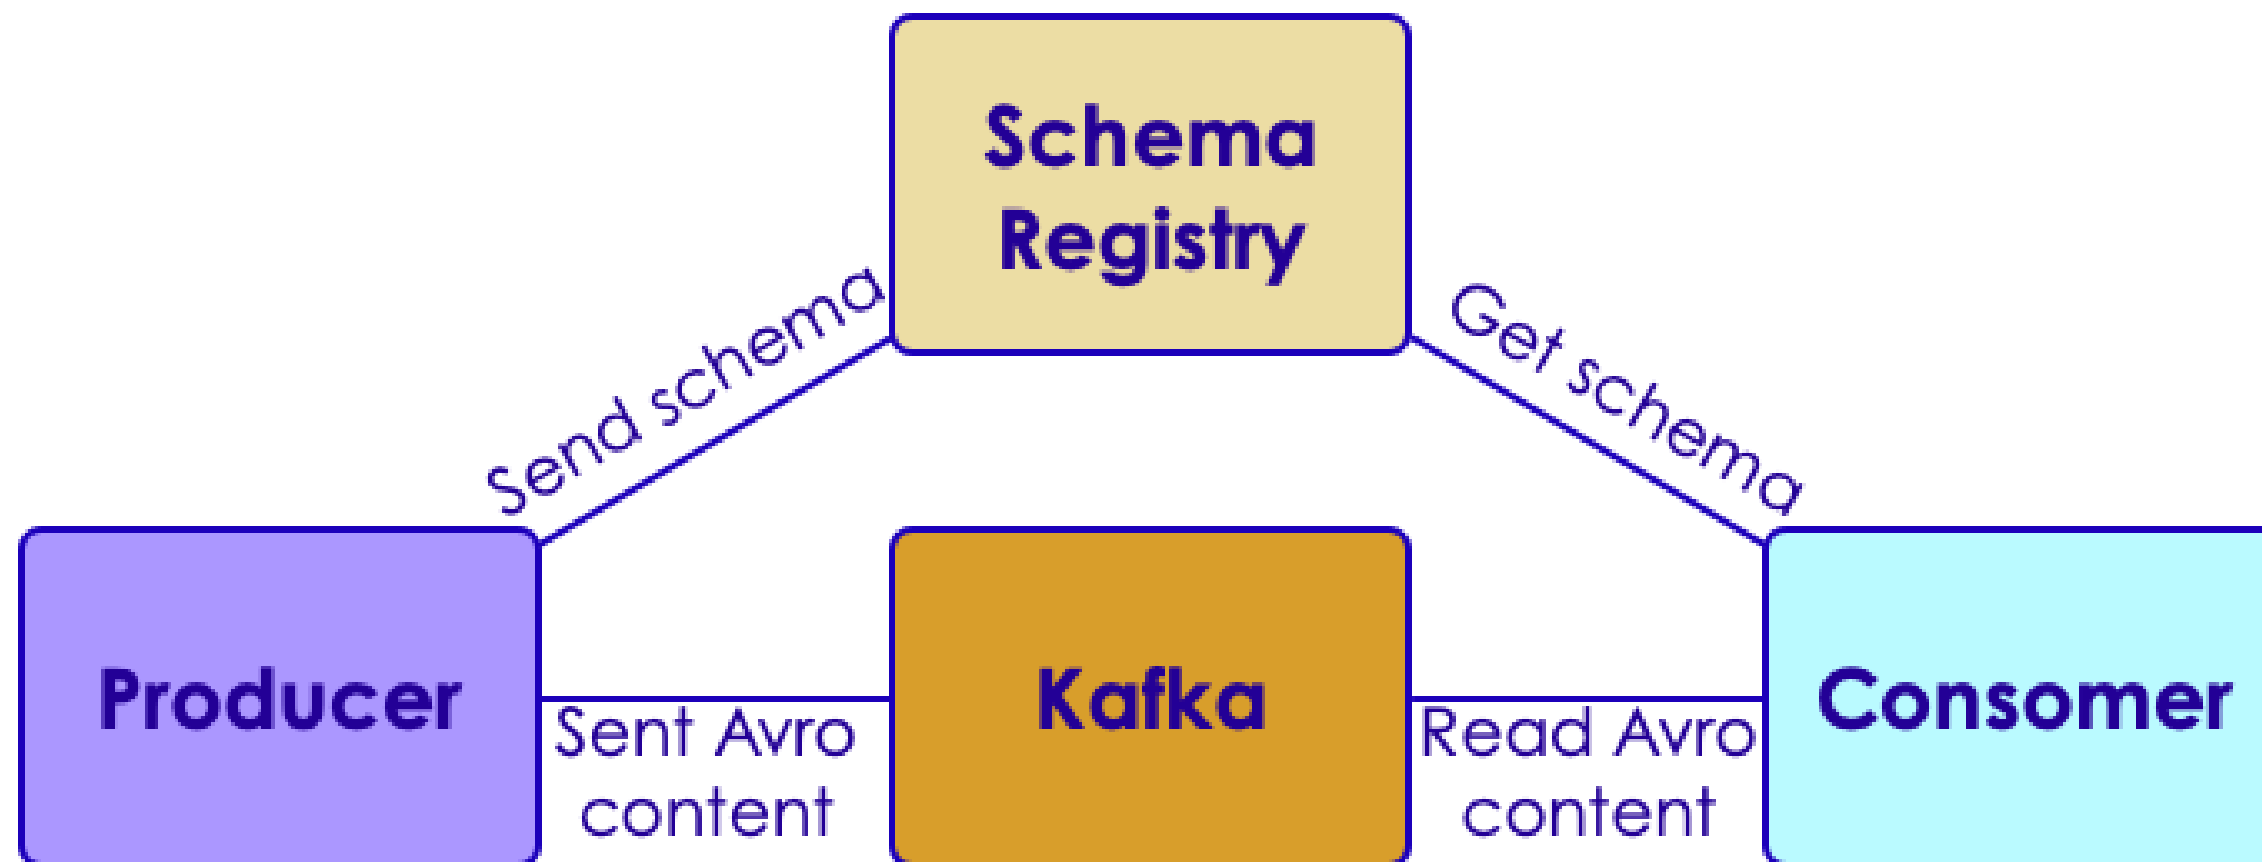 Schema
Registry
Send schema
Get schema
Producer
Kafka
Consomer
Sent Avro
content
Read Avro
content